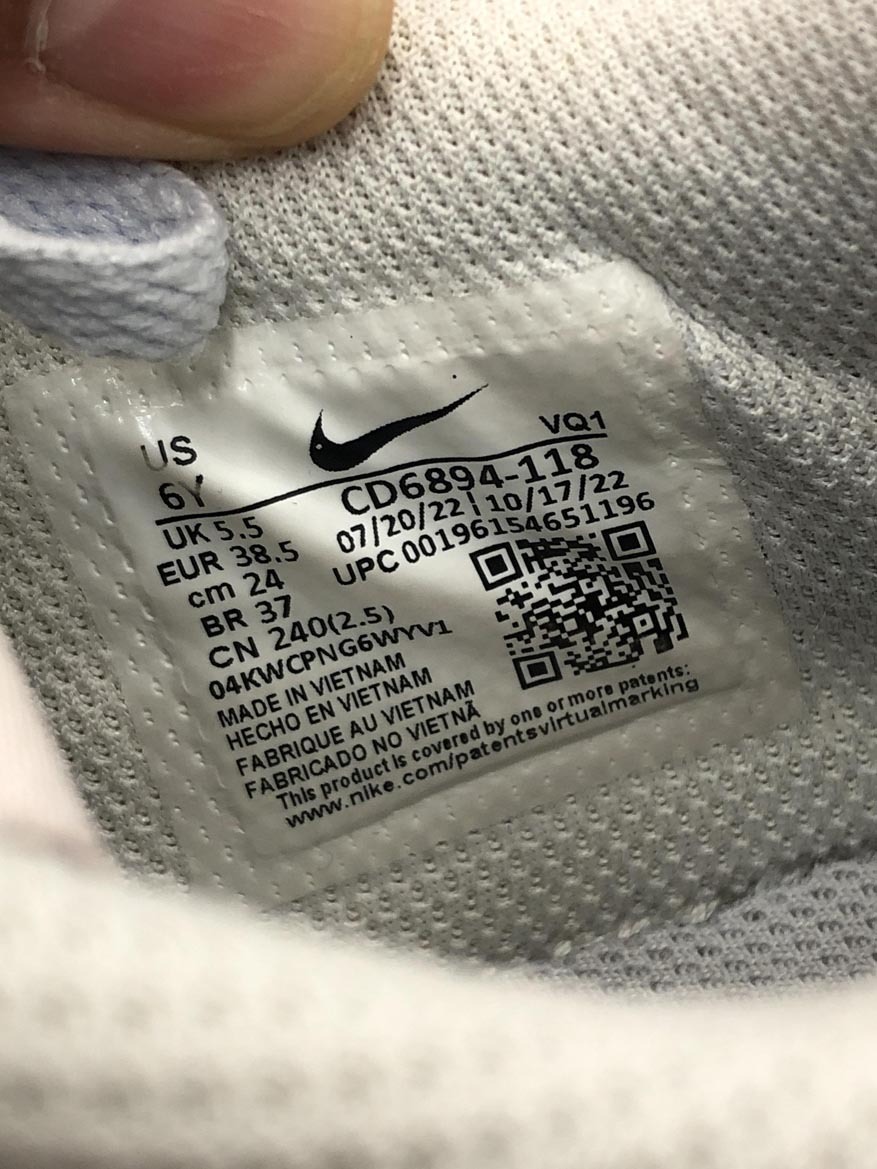 US
6Y
VQ1
UK 5.5
CD6894-118
EUR 38.5
07/20/22 | 10/17/22
cm 24
UPC 00196154651196
BR 37
CN 240(2.5)
04KWCPNG6WYV1
MADE IN VIETNAM
HECHO EN VIETNAM
FABRIQUE AU VIETNAM
FABRICADO NO VIETNÃ
This product is covered by one or more patents:
www.nike.com/patentsvirtualmarking